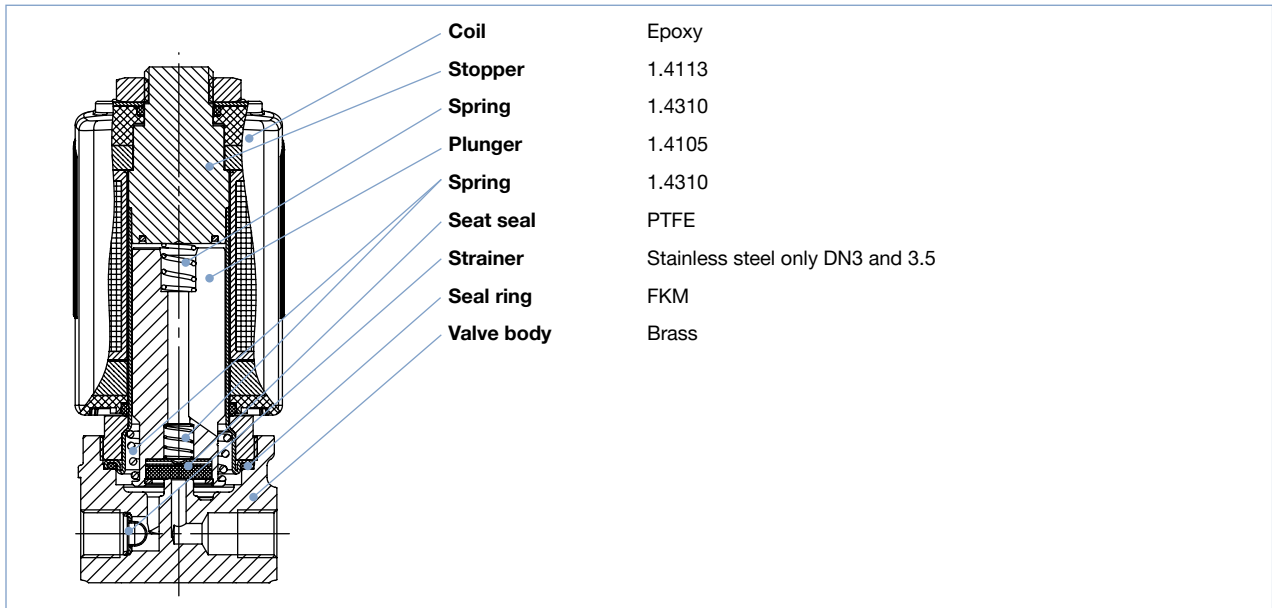 Coil Epoxy
Stopper 1.4113
Spring 1.4310
Plunger 1.4105
Spring 1.4310
Seat seal PTFE
Strainer Stainless steel only DN3 and 3.5
Seal ring FKM
Valve body Brass